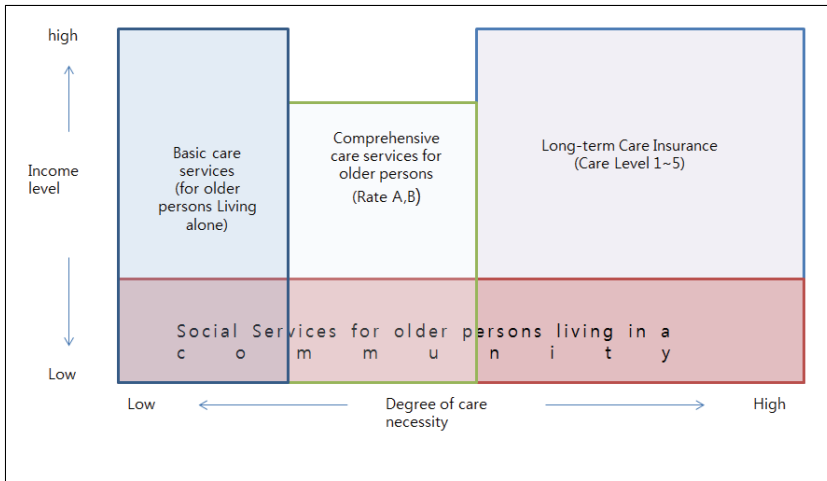 high
Income
level
Low
Basic care
services
(for older
persons Living
alone)
Comprehensive
care services for
older persons
(Rate A,B)
Long-term Care Insurance
(Care Level 1~5)
Social Services for older persons living in a
c o m m u n i t y
Low
Degree of care
necessity
High